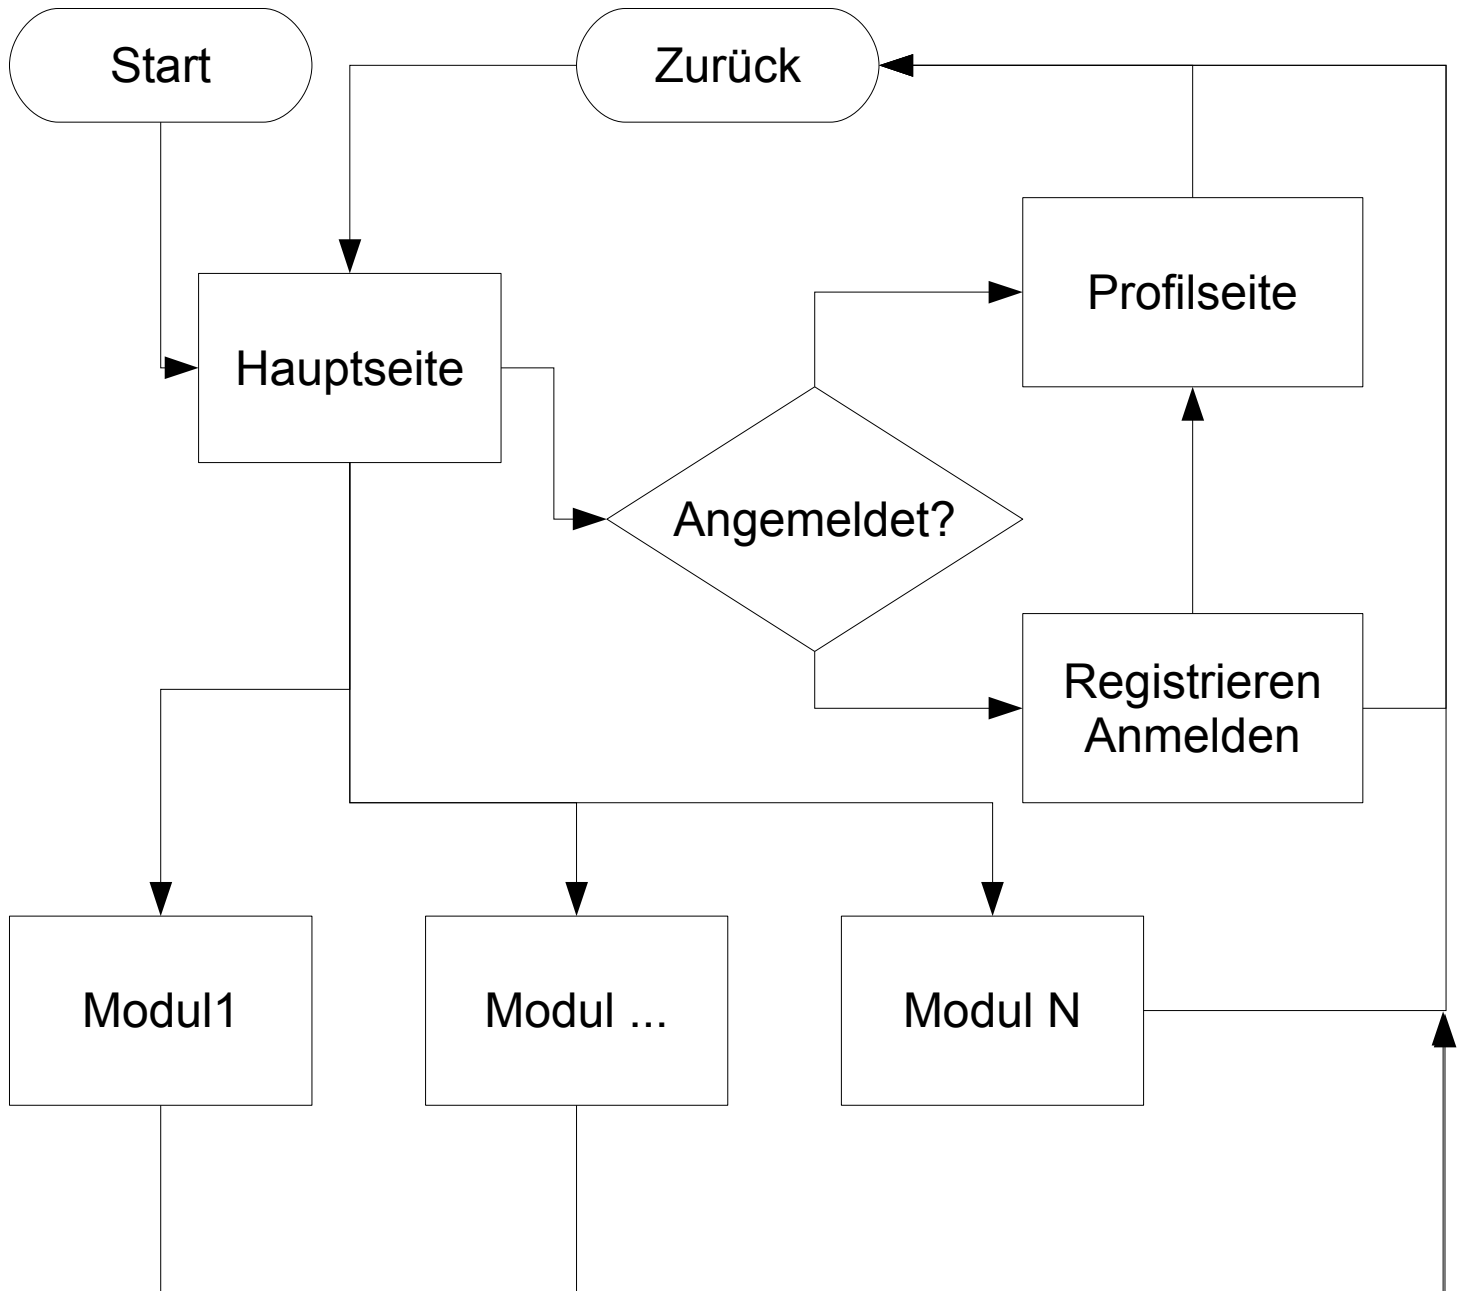 Start
Zurück
Profilseite
Hauptseite
Angemeldet?
Registrieren
Anmelden
Modul1
Modul ...
Modul N